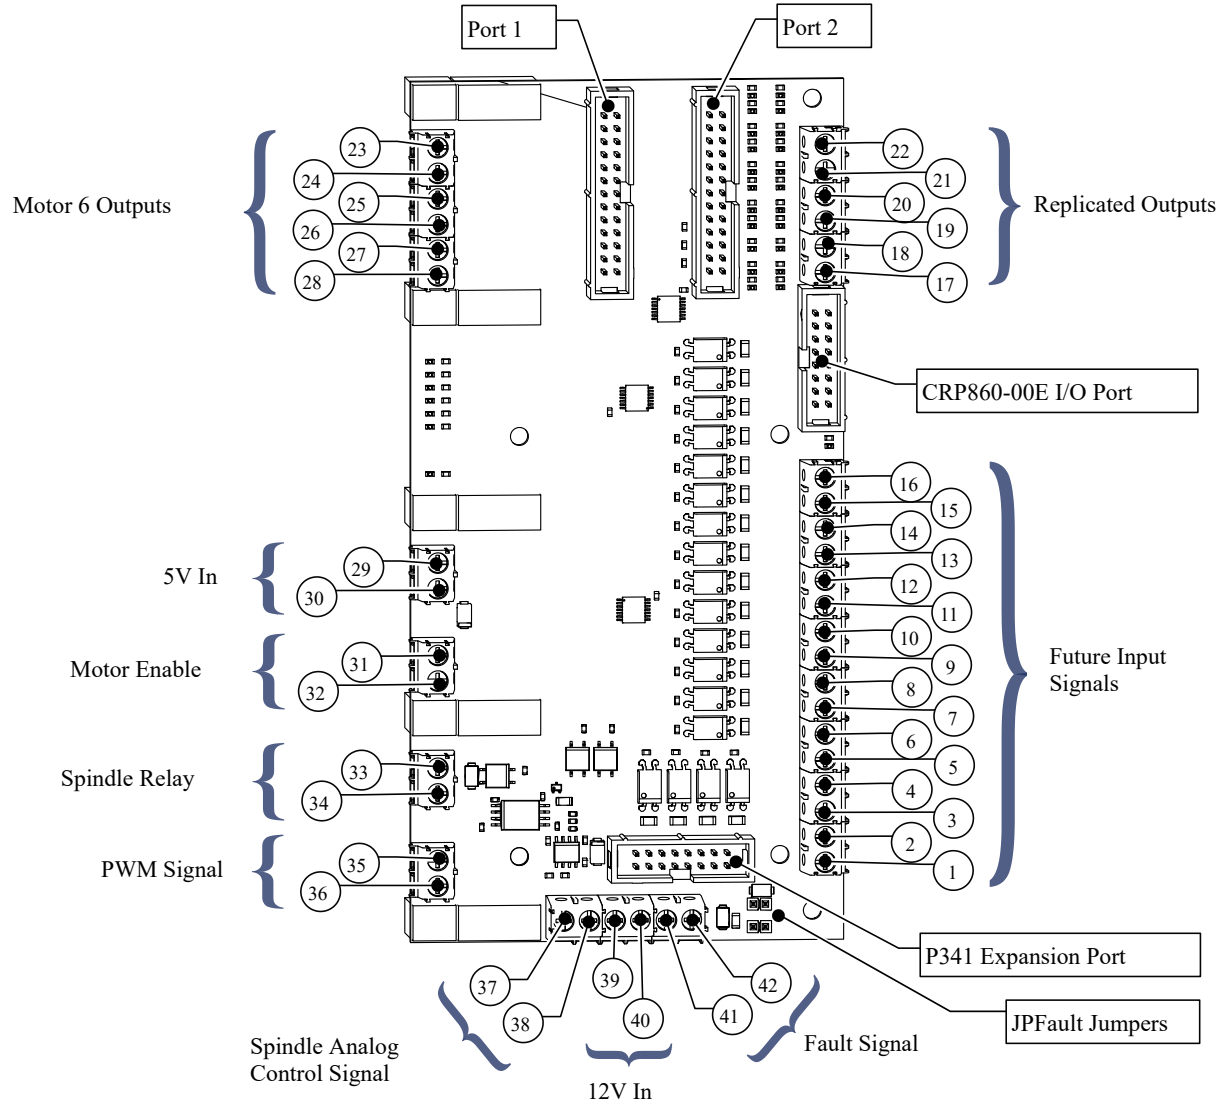 Port 1
Port 2
23
24
25
26
27
28
Motor 6 Outputs
22
21
20
19
18
17
Replicated Outputs
CRP860-00E I/O Port
16
15
14
13
12
11
10
9
8
7
6
5
4
3
2
1
Future Input
Signals
5V In
29
30
Motor Enable
31
32
Spindle Relay
33
34
PWM Signal
35
36
37
38
39
40
41
42
P341 Expansion Port
JPFault Jumpers
Spindle Analog
Control Signal
12V In
Fault Signal